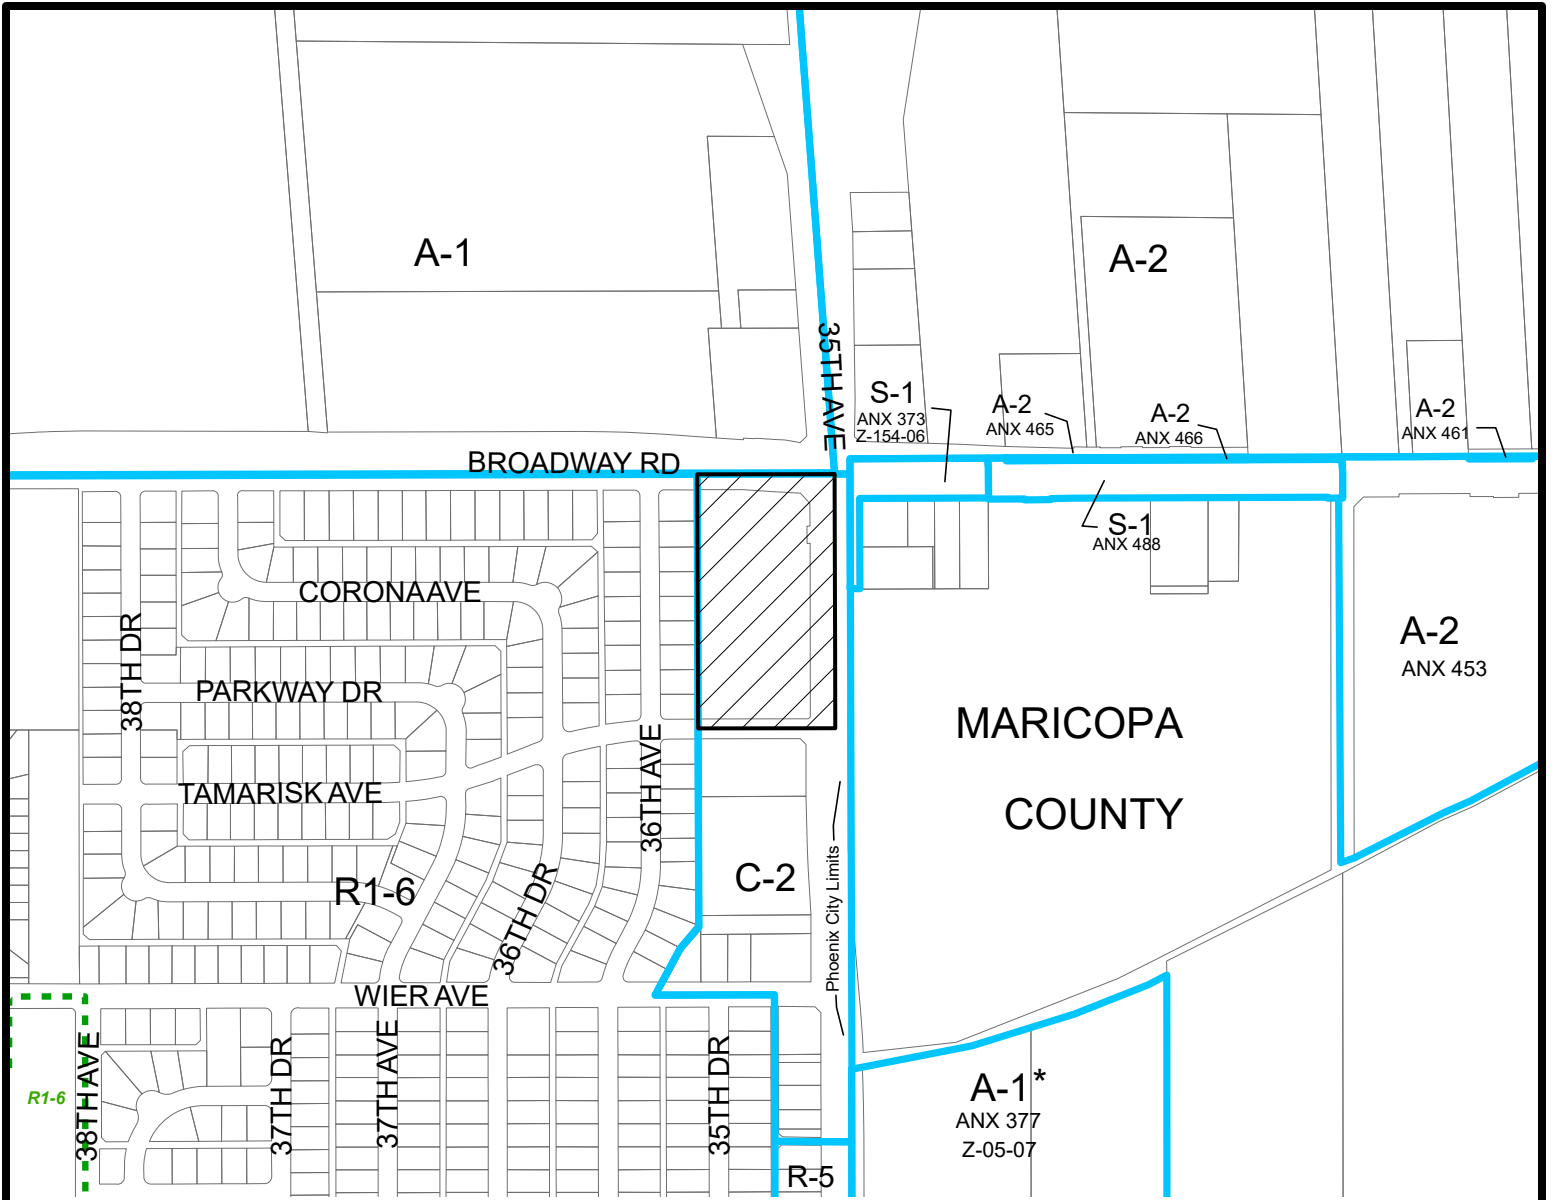 A-1
A-2
35TH AVE
S-1
ANX 373
Z-154-06
A-2
ANX 465
A-2
ANX 466
A-2
ANX 461
BROADWAY RD
S-1
ANX 488
CORONA AVE
38TH DR
PARKWAY DR
A-2
ANX 453
MARICOPA
COUNTY
TAMARISK AVE
36TH AVE
R1-6
36TH DR
C-2
Phoenix City Limits
WIER AVE
R1-6
38TH AVE
37TH DR
37TH AVE
35TH DR
A-1*
ANX 377
Z-05-07
R-5